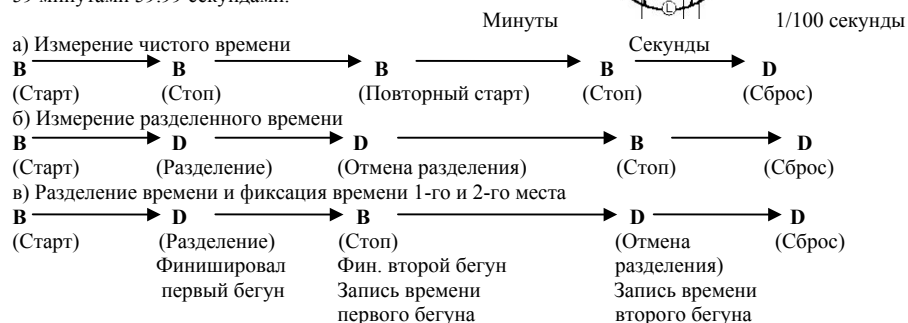 59 минутами 59.99 секундами.
Минуты 1/100 секунды
а) Измерение чистого времени Секунды
B B B B D
(Старт) (Стоп) (Повторный старт) (Стоп) (Сброс)
б) Измерение разделенного времени
B D D B D
(Старт) (Разделение) (Отмена разделения) (Стоп) (Сброс)
в) Разделение времени и фиксация времени 1-го и 2-го места
B D B D D
(Старт) (Разделение) (Стоп) (Отмена (Сброс)
Финишировал Фин. второй бегун разделения)
первый бегун Запись времени Запись времени
первого бегуна второго бегуна